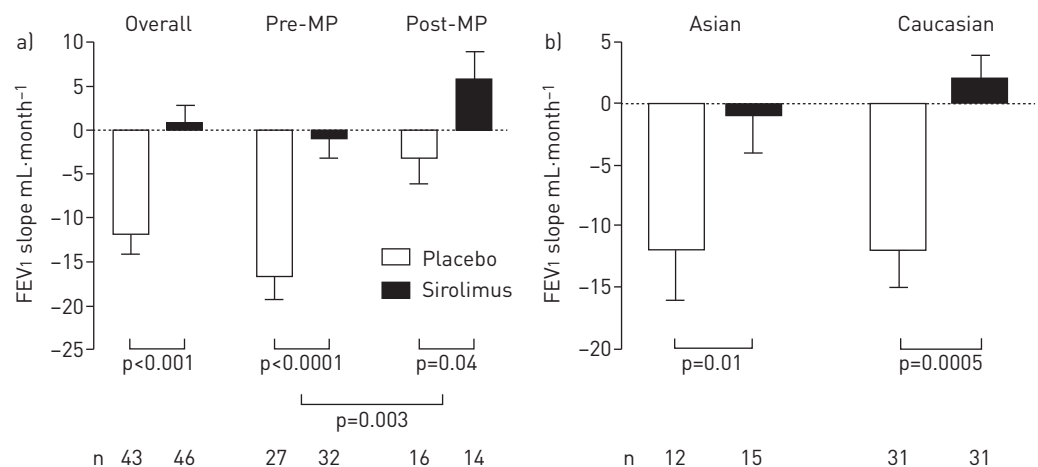 a)
Overall Pre-MP Post-MP
FEV1 slope mL·month−1
10
5
0
−5
−10
−15
−20
−25
Placebo
Sirolimus
p<0.001 p<0.0001 p=0.04
p=0.003
n 43 46 27 32 16 14
b)
Asian Caucasian
FEV1 slope mL·month−1
5
0
−5
−10
−15
−20
p=0.01 p=0.0005
n 12 15 31 31